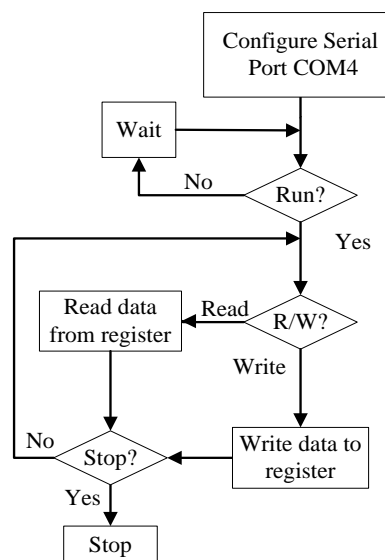 Configure Serial
Port COM4
Wait
No
Run?
Yes
Read data
from register
Read
R/W?
Write
No
Stop?
Write data to
register
Yes
Stop